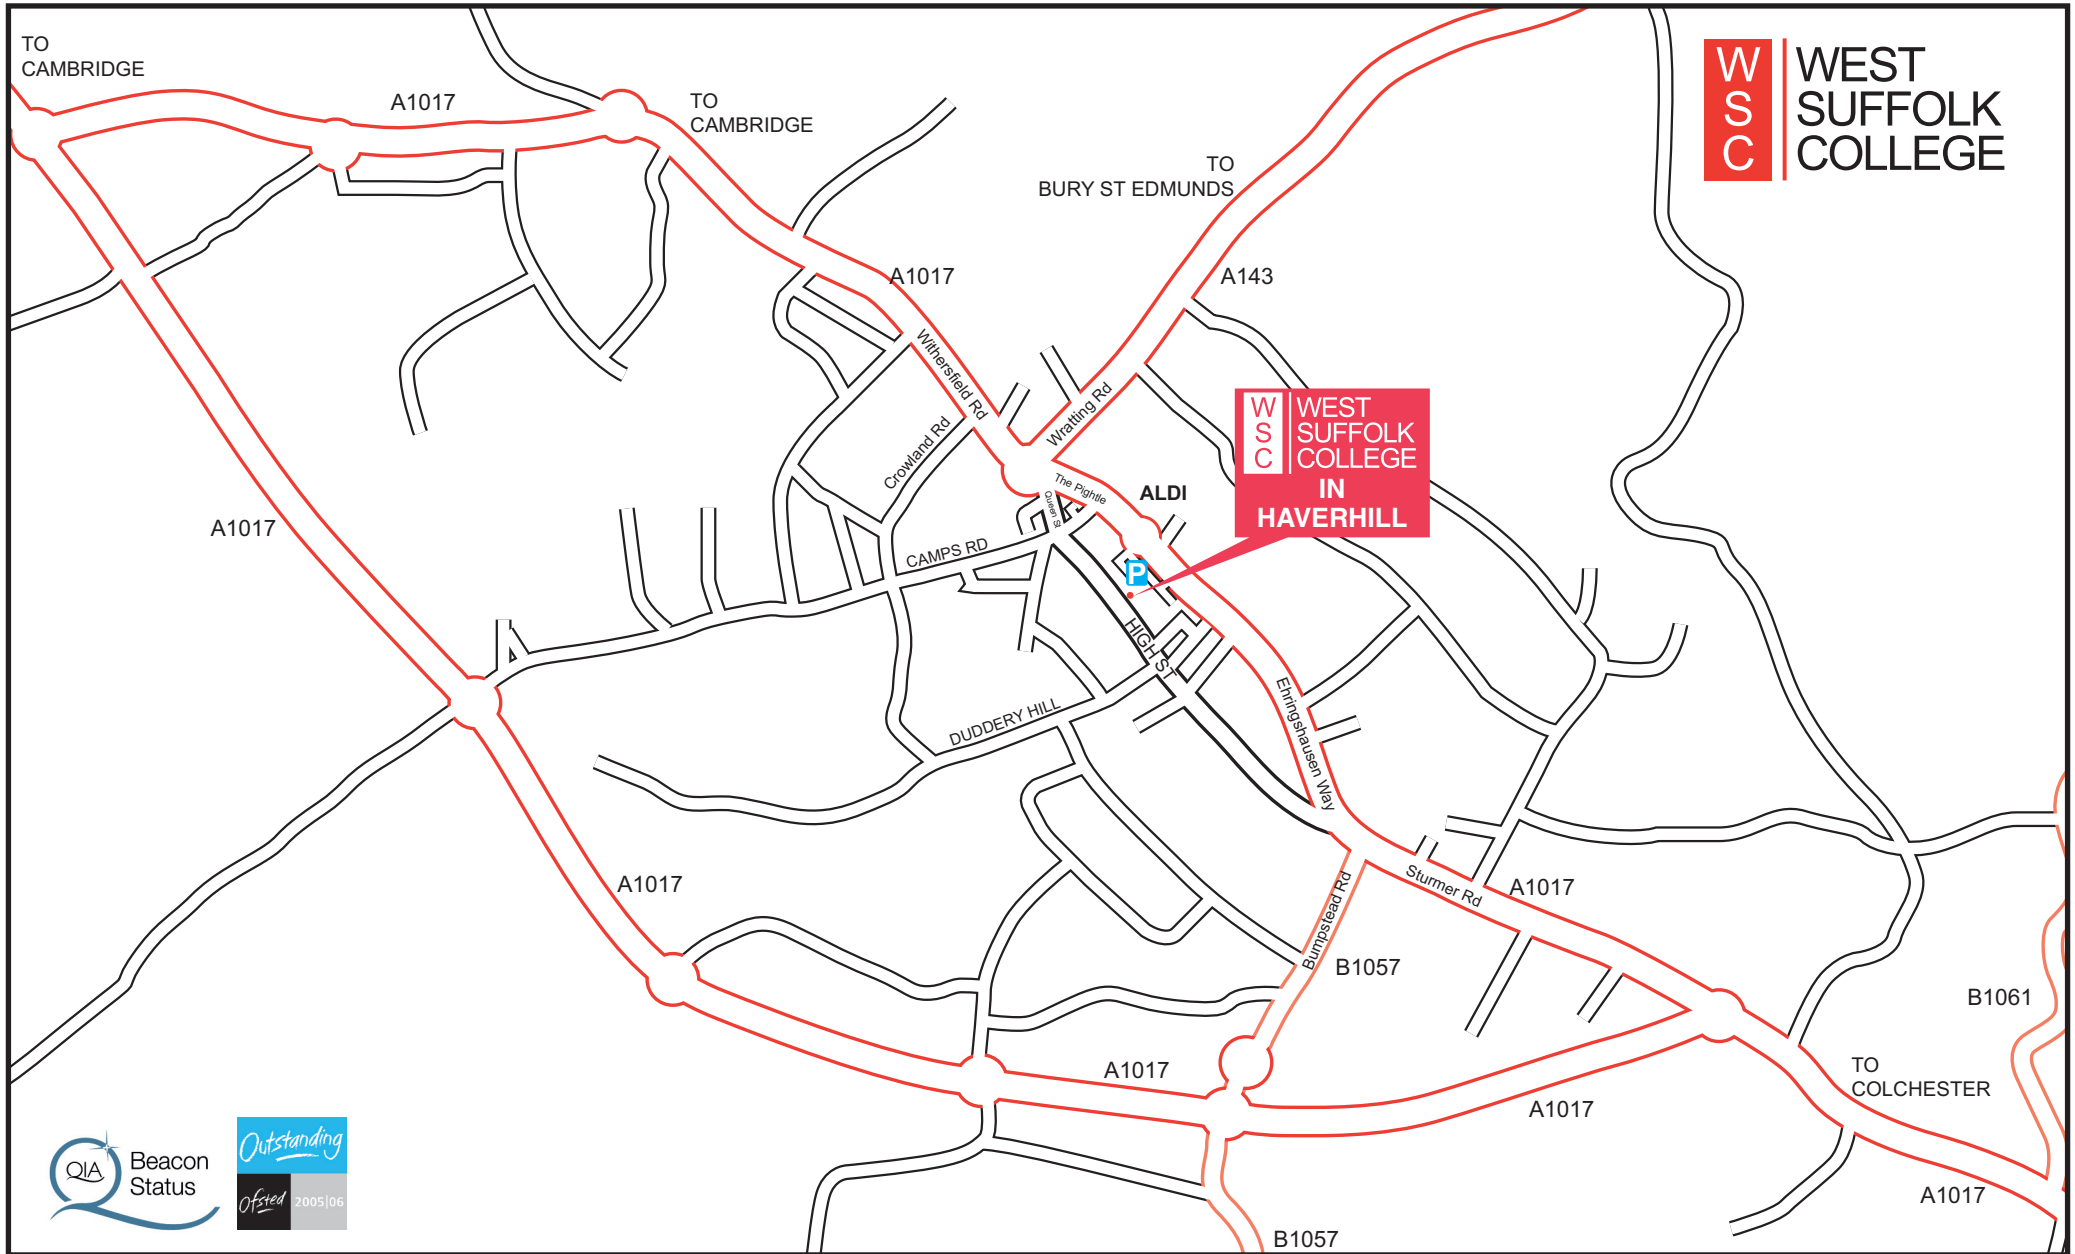 TO
CAMBRIDGE
A1017
TO
CAMBRIDGE
TO
BURY ST EDMUNDS
W
S
C
WEST
SUFFOLK
COLLEGE
A1017
A143
Withersfield Rd
Wratting Rd
Crowland Rd
W
S
C
WEST
SUFFOLK
COLLEGE
IN
HAVERHILL
The Pightle
ALDI
Queen St
A1017
CAMPS RD
P
HIGH ST
DUDDERY HILL
Ehringshausen Way
A1017
Sturmer Rd
A1017
Bumpstead Rd
B1057
B1061
A1017
TO
COLCHESTER
A1017
A1017
B1057
QIA
Beacon
Status
Outstanding
Ofsted
2005|06